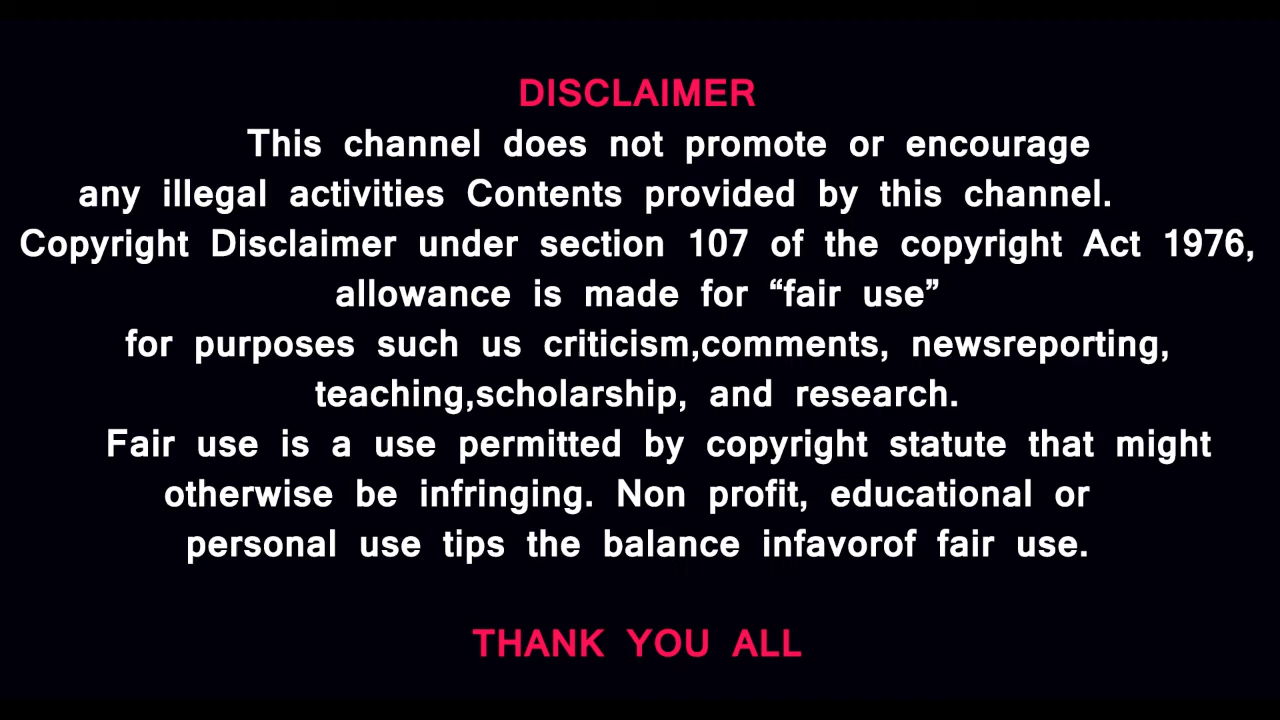 DISCLAIMER
This channel does not promote or encourage
any illegal activities Contents provided by this channel.
Copyright Disclaimer under section 107 of the copyright Act 1976,
allowance is made for “fair use”
for purposes such us criticism,comments, newsreporting,
teaching,scholarship, and research.
Fair use is a use permitted by copyright statute that might
otherwise be infringing. Non profit, educational or
personal use tips the balance infavorof fair use.
THANK YOU ALL